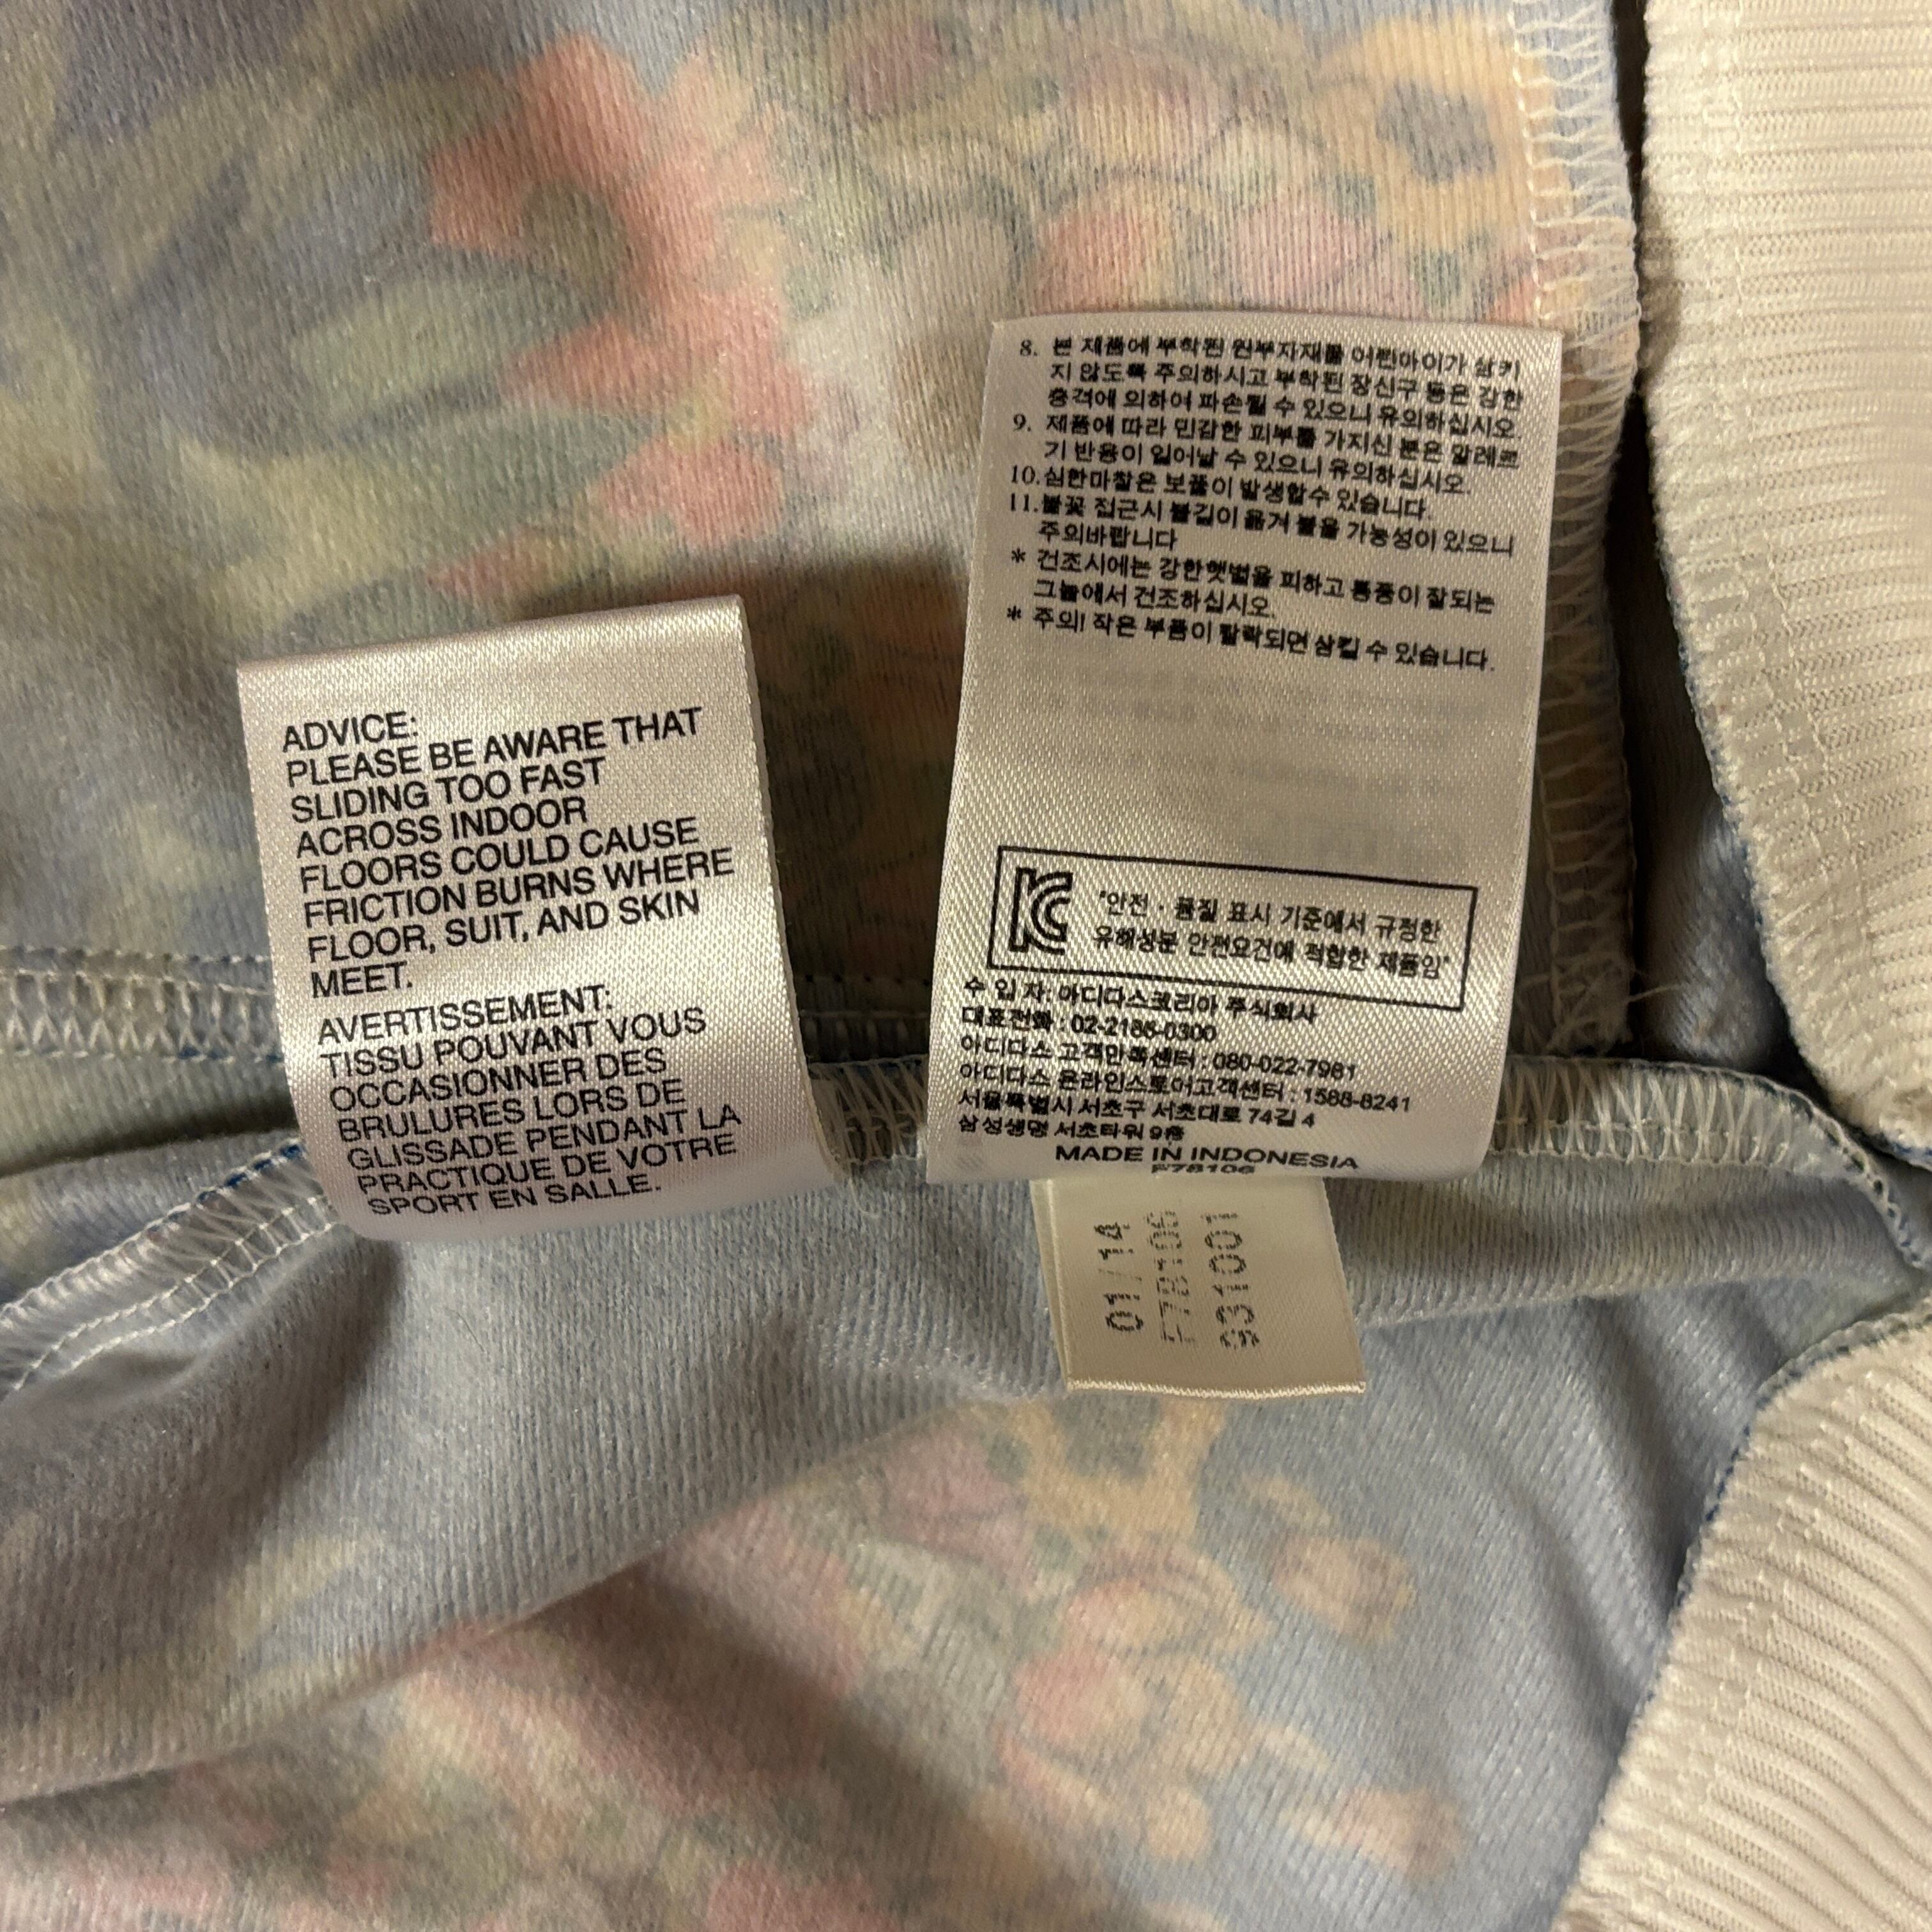 ADVICE:
PLEASE BE AWARE THAT
SLIDING TOO FAST
ACROSS INDOOR
FLOORS COULD CAUSE
FRICTION BURNS WHERE
FLOOR, SUIT, AND SKIN
MEET.
AVERTISSEMENT:
TISSU POUVANT VOUS
OCCASIONNER DES
BRULURES LORS DE
GLISSADE PENDANT LA
PRACTIQUE DE VOTRE
SPORT EN SALLE.
8. 본 제품에 부착된 원부자재를 어린아이가 삼키
지 않도록 주의하시고 부착된 장신구 등은 강한
충격에 의하여 파손될 수 있으니 유의하십시오.
9. 제품에 따라 민감한 피부를 가지신 분은 알레르
기 반응이 일어날 수 있으니 유의하십시오.
10.심한마찰은 보풀이 발생할수 있습니다.
11.불꽃 접근시 불길이 옮겨 붙을 가능성이 있으니
주의바랍니다
* 건조시에는 강한햇볕을 피하고 통풍이 잘되는
그늘에서 건조하십시오.
* 주의! 작은 부품이 탈락되면 삼킬 수 있습니다.
KC "안전 · 품질 표시 기준에서 규정한
유해성분 안전요건에 적합한 제품임"
수 입 자: 아디다스코리아 주식회사
대표전화 : 02-2186-0300
아디다스 고객만족센터 : 080-022-7981
아디다스 온라인스토어고객센터 : 1588-8241
서울특별시 서초구 서초대로 74길 4
삼성생명 서초타워 9층
MADE IN INDONESIA
F78106
01/14
F78106
931001